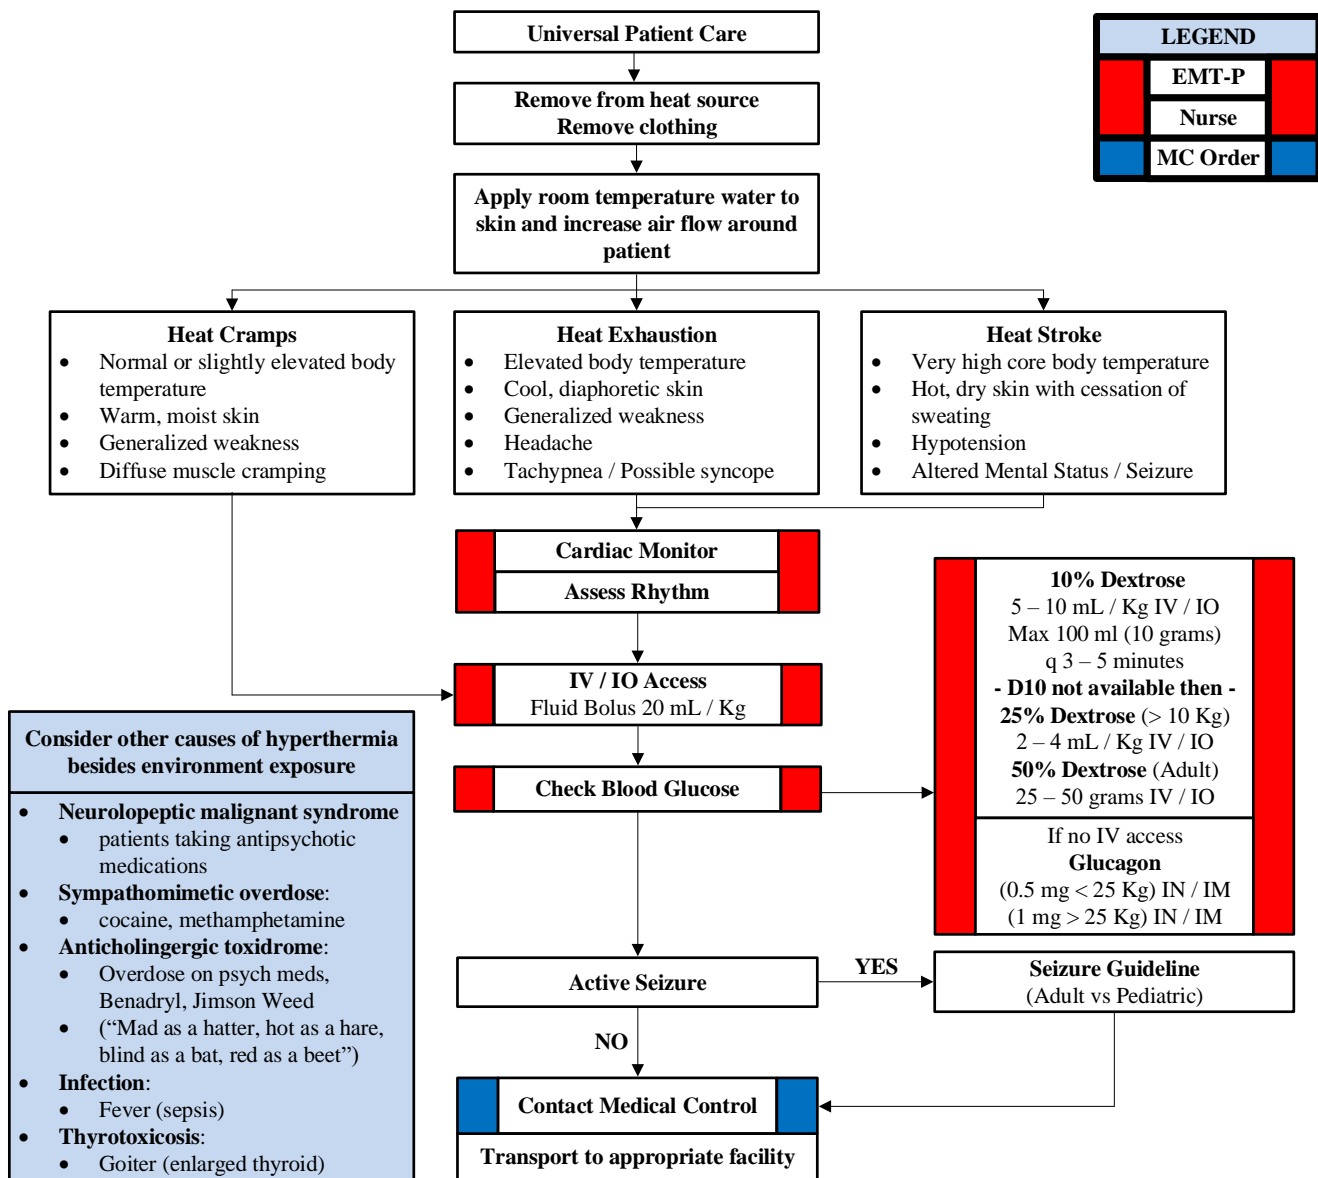 Universal Patient Care
LEGEND
EMT-P
Nurse
MC Order
Remove from heat source
Remove clothing
Apply room temperature water to
skin and increase air flow around
patient
Heat Cramps
• Normal or slightly elevated body
temperature
• Warm, moist skin
• Generalized weakness
• Diffuse muscle cramping
Heat Exhaustion
• Elevated body temperature
• Cool, diaphoretic skin
• Generalized weakness
• Headache
• Tachypnea / Possible syncope
Heat Stroke
• Very high core body temperature
• Hot, dry skin with cessation of
sweating
• Hypotension
• Altered Mental Status / Seizure
Cardiac Monitor
Assess Rhythm
IV / IO Access
Fluid Bolus 20 mL / Kg
Check Blood Glucose
10% Dextrose
5 – 10 mL / Kg IV / IO
Max 100 ml (10 grams)
q 3 – 5 minutes
- D10 not available then -
25% Dextrose (> 10 Kg)
2 – 4 mL / Kg IV / IO
50% Dextrose (Adult)
25 – 50 grams IV / IO
If no IV access
Glucagon
(0.5 mg < 25 Kg) IN / IM
(1 mg > 25 Kg) IN / IM
Consider other causes of hyperthermia
besides environment exposure
• Neurolopeptic malignant syndrome
• patients taking antipsychotic
medications
• Sympathomimetic overdose:
• cocaine, methamphetamine
• Anticholingergic toxidrome:
• Overdose on psych meds,
Benadryl, Jimson Weed
• (“Mad as a hatter, hot as a hare,
blind as a bat, red as a beet”)
• Infection:
• Fever (sepsis)
• Thyrotoxicosis:
• Goiter (enlarged thyroid)
Active Seizure
YES
Seizure Guideline
(Adult vs Pediatric)
NO
Contact Medical Control
Transport to appropriate facility